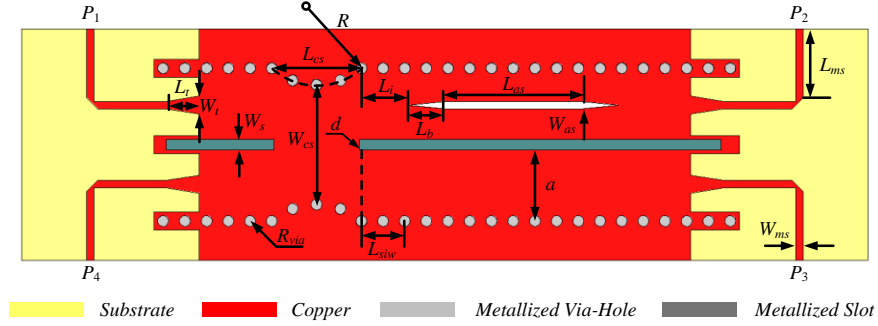 P1 P2
R
Lcs
Lms
Lt Li Las
Wt
Ws Lb Was
d
Wcs
a
Rvia Lsiw Wms
P4 P3
Substrate Copper Metallized Via-Hole Metallized Slot